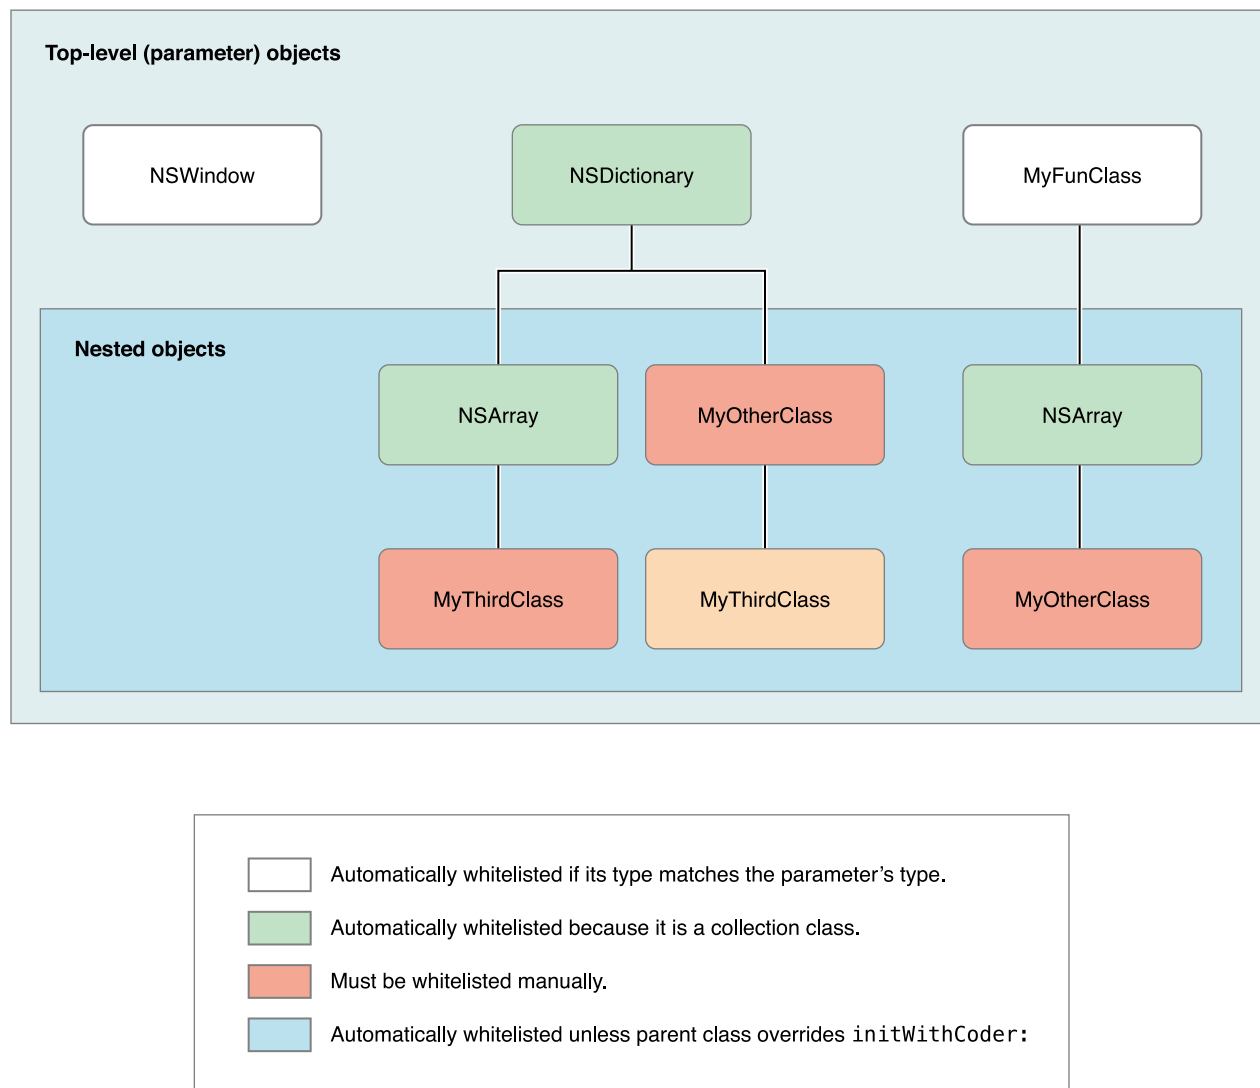 Top-level (parameter) objects
NSWindow
NSDictionary
MyFunClass
Nested objects
NSArray
MyOtherClass
NSArray
MyThirdClass
MyThirdClass
MyOtherClass
Automatically whitelisted if its type matches the parameter’s type.
Automatically whitelisted because it is a collection class.
Must be whitelisted manually.
Automatically whitelisted unless parent class overrides initWithCoder: